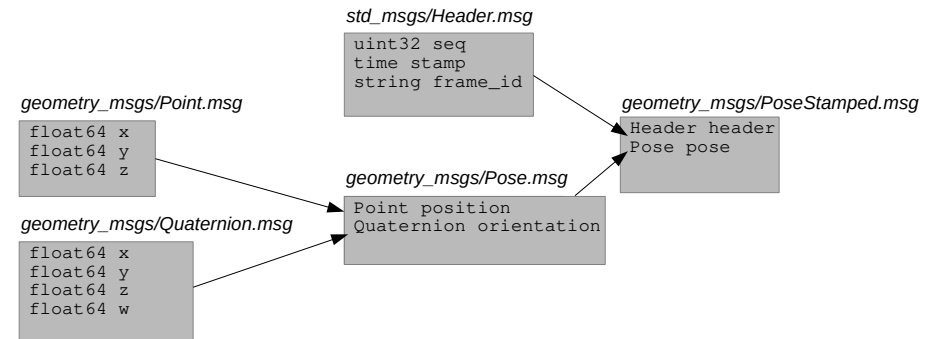 std_msgs/Header.msg
uint32 seq
time stamp
string frame_id
geometry_msgs/Point.msg
float64 x
float64 y
float64 z
geometry_msgs/PoseStamped.msg
Header header
Pose pose
geometry_msgs/Pose.msg
Point position
Quaternion orientation
geometry_msgs/Quaternion.msg
float64 x
float64 y
float64 z
float64 w